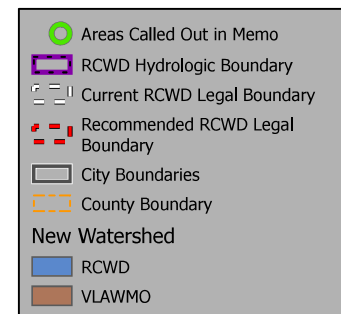 Areas Called Out in Memo
RCWD Hydrologic Boundary
Current RCWD Legal Boundary
Recommended RCWD Legal
Boundary
City Boundaries
County Boundary
New Watershed
RCWD
VLAWMO